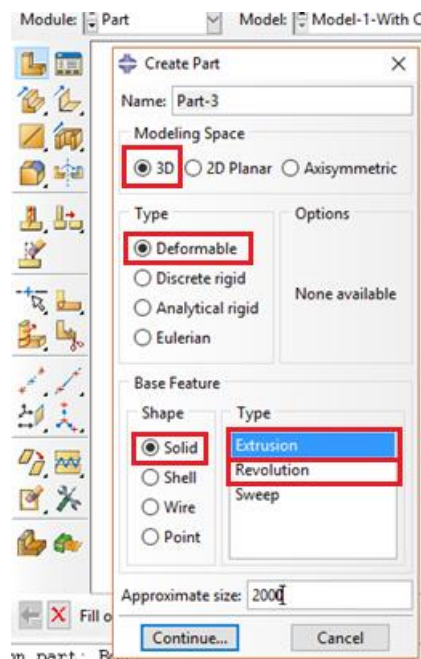 Module: Part Model: Model-1-With C
Create Part
Name: Part-3
Modeling Space
3D 2D Planar Axisymmetric
Type Options
Deformable
Discrete rigid
None available
Analytical rigid
Eulerian
Base Feature
Shape Type
Solid Extrusion
Shell Revolution
Wire Sweep
Point
Approximate size: 2000
Fill o
Continue... Cancel
on part: